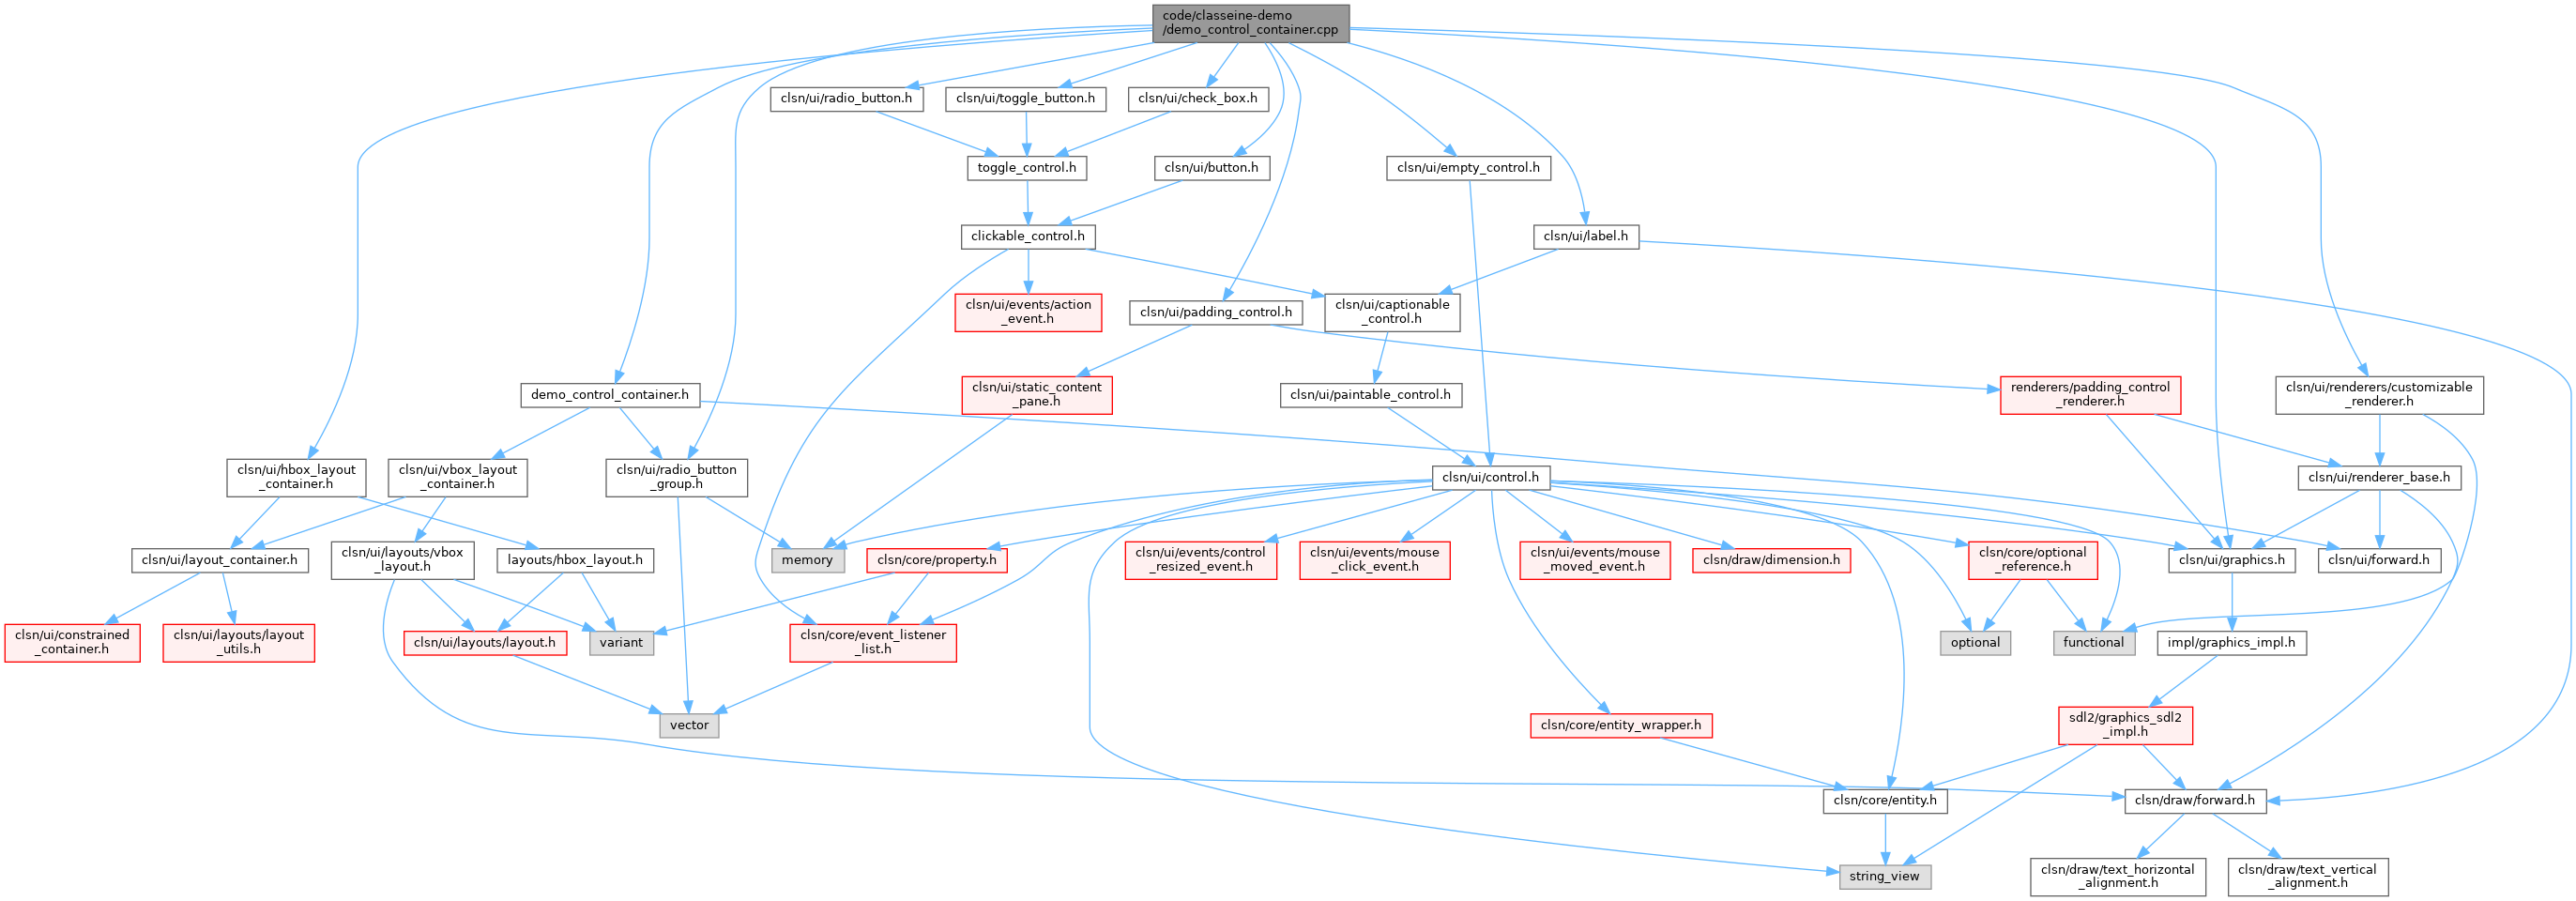 code/classeine-demo
/demo_control_container.cpp
clsn/ui/radio_button.h
clsn/ui/toggle_button.h
clsn/ui/check_box.h
toggle_control.h
clsn/ui/button.h
clsn/ui/empty_control.h
clickable_control.h
clsn/ui/label.h
clsn/ui/events/action
_event.h
clsn/ui/padding_control.h
clsn/ui/captionable
_control.h
demo_control_container.h
clsn/ui/static_content
_pane.h
clsn/ui/paintable_control.h
renderers/padding_control
_renderer.h
clsn/ui/renderers/customizable
_renderer.h
clsn/ui/hbox_layout
_container.h
clsn/ui/vbox_layout
_container.h
clsn/ui/radio_button
_group.h
clsn/ui/control.h
clsn/ui/renderer_base.h
clsn/ui/layout_container.h
clsn/ui/layouts/vbox
_layout.h
layouts/hbox_layout.h
memory
clsn/core/property.h
clsn/ui/events/control
_resized_event.h
clsn/ui/events/mouse
_click_event.h
clsn/ui/events/mouse
_moved_event.h
clsn/draw/dimension.h
clsn/core/optional
_reference.h
clsn/ui/graphics.h
clsn/ui/forward.h
clsn/ui/constrained
_container.h
clsn/ui/layouts/layout
_utils.h
clsn/ui/layouts/layout.h
variant
clsn/core/event_listener
_list.h
optional
functional
impl/graphics_impl.h
vector
clsn/core/entity_wrapper.h
sdl2/graphics_sdl2
_impl.h
clsn/core/entity.h
clsn/draw/forward.h
string_view
clsn/draw/text_horizontal
_alignment.h
clsn/draw/text_vertical
_alignment.h